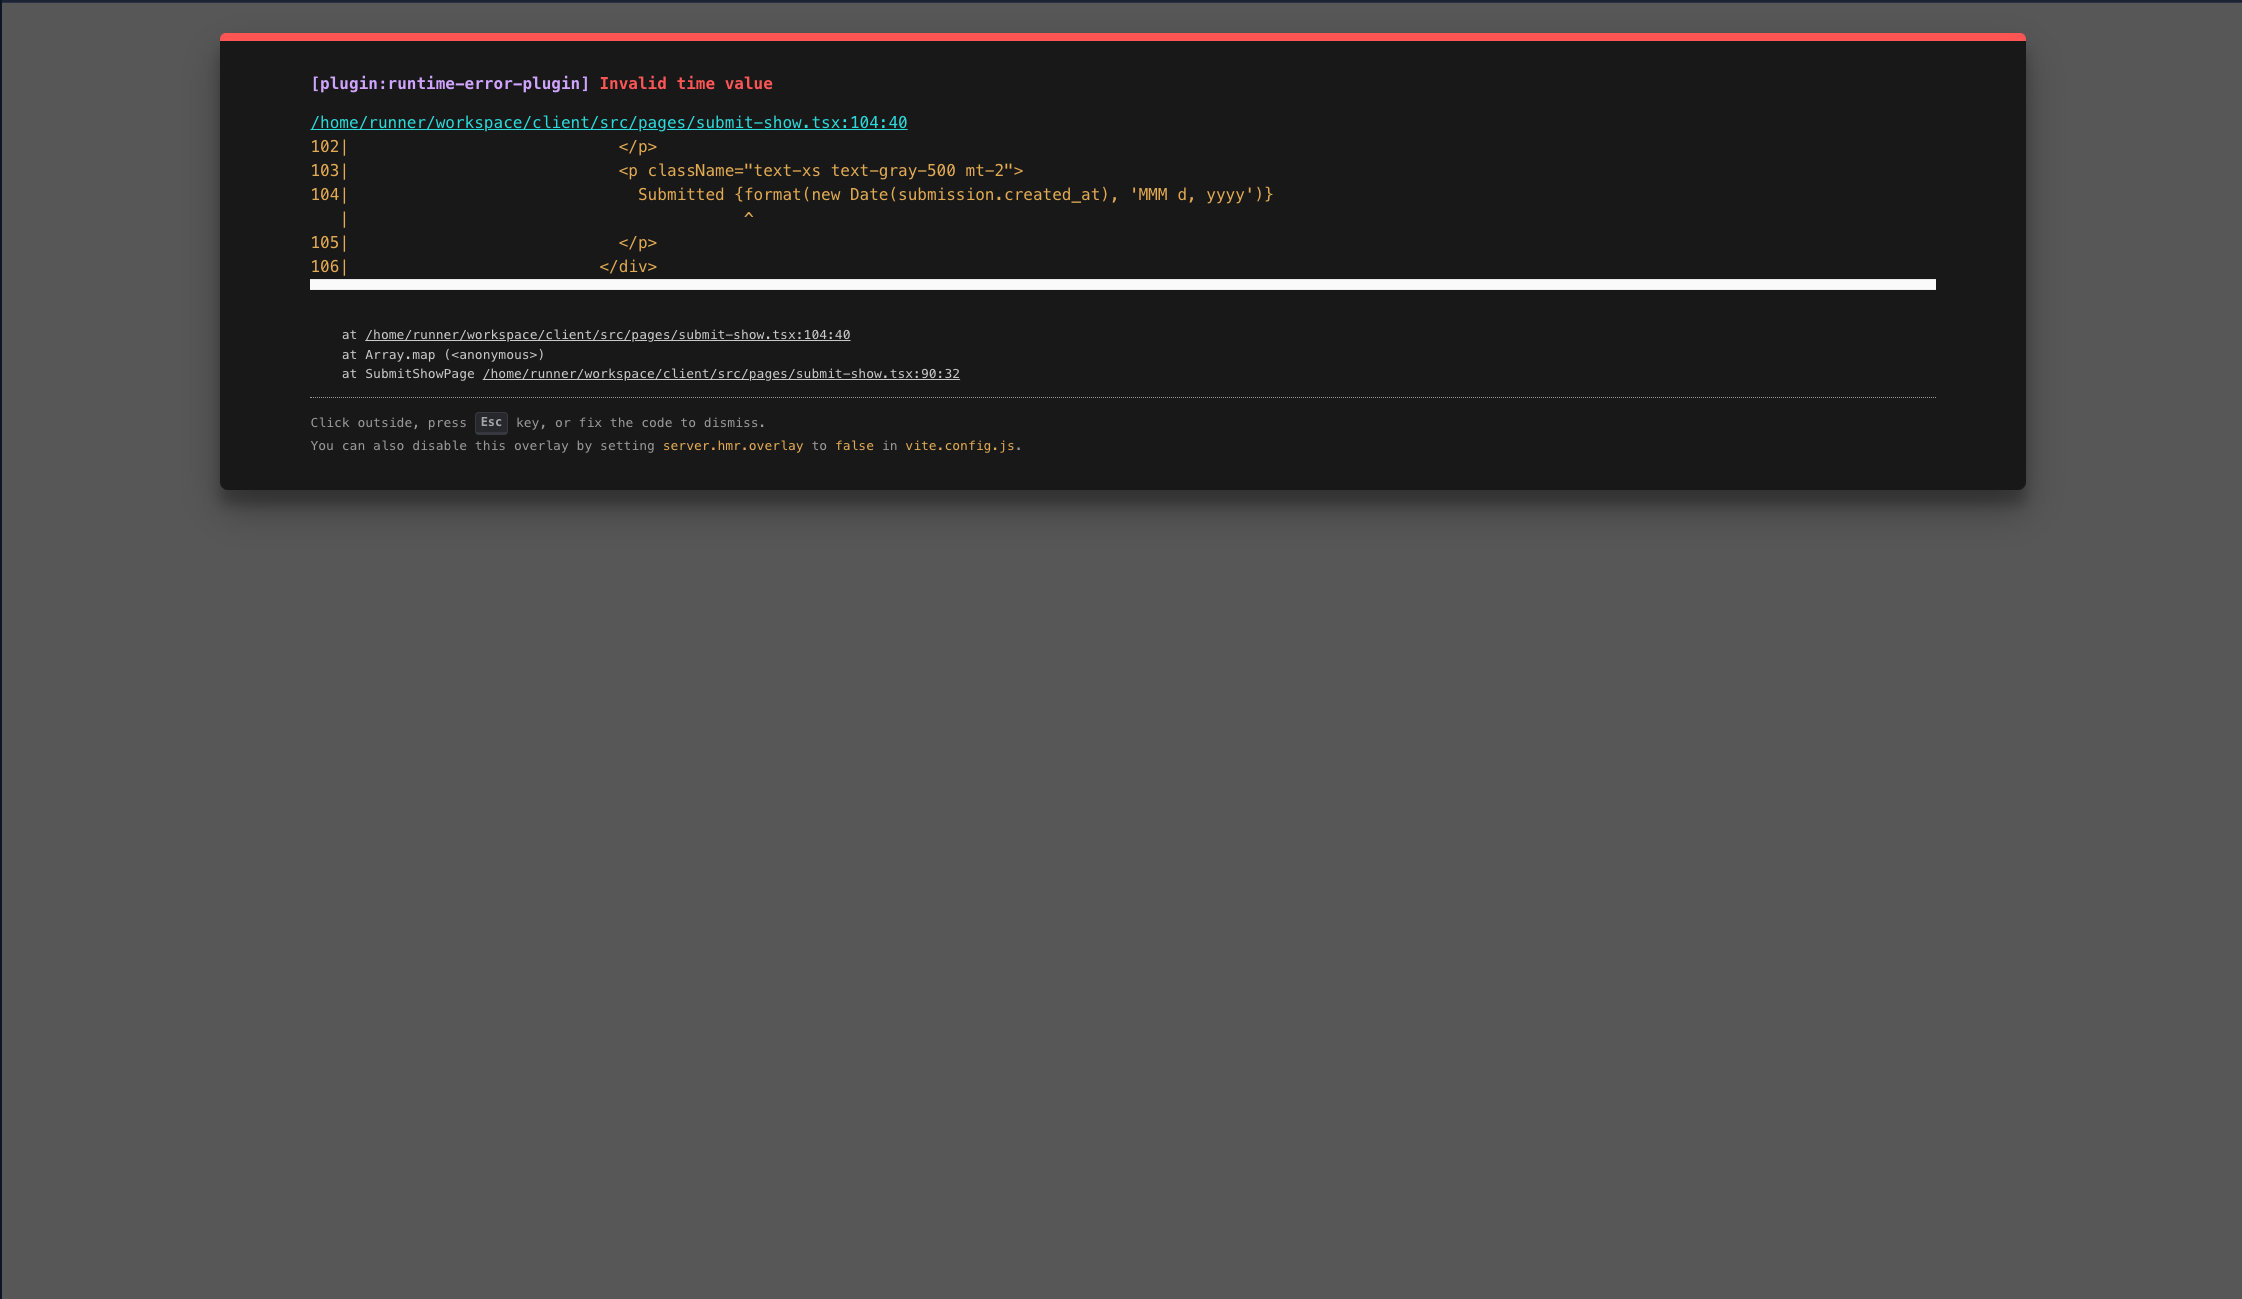 [plugin:runtime-error-plugin] Invalid time value
/home/runner/workspace/client/src/pages/submit-show.tsx:104:40
102|                            </p>
103|                            <p className="text-xs text-gray-500 mt-2">
104|                              Submitted {format(new Date(submission.created_at), 'MMM d, yyyy')}
   |                                         ^
105|                            </p>
106|                          </div>
at /home/runner/workspace/client/src/pages/submit-show.tsx:104:40
at Array.map (<anonymous>)
at SubmitShowPage /home/runner/workspace/client/src/pages/submit-show.tsx:90:32
Click outside, press Esc key, or fix the code to dismiss.
You can also disable this overlay by setting server.hmr.overlay to false in vite.config.js.